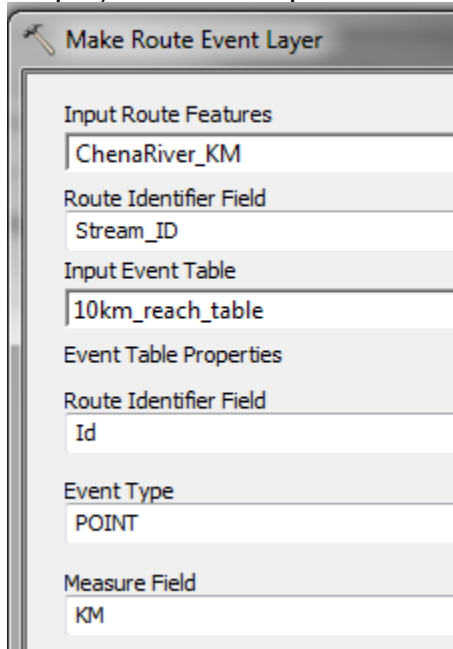 Make Route Event Layer
Input Route Features
ChenaRiver_KM
Route Identifier Field
Stream_ID
Input Event Table
10km_reach_table
Event Table Properties
Route Identifier Field
Id
Event Type
POINT
Measure Field
KM